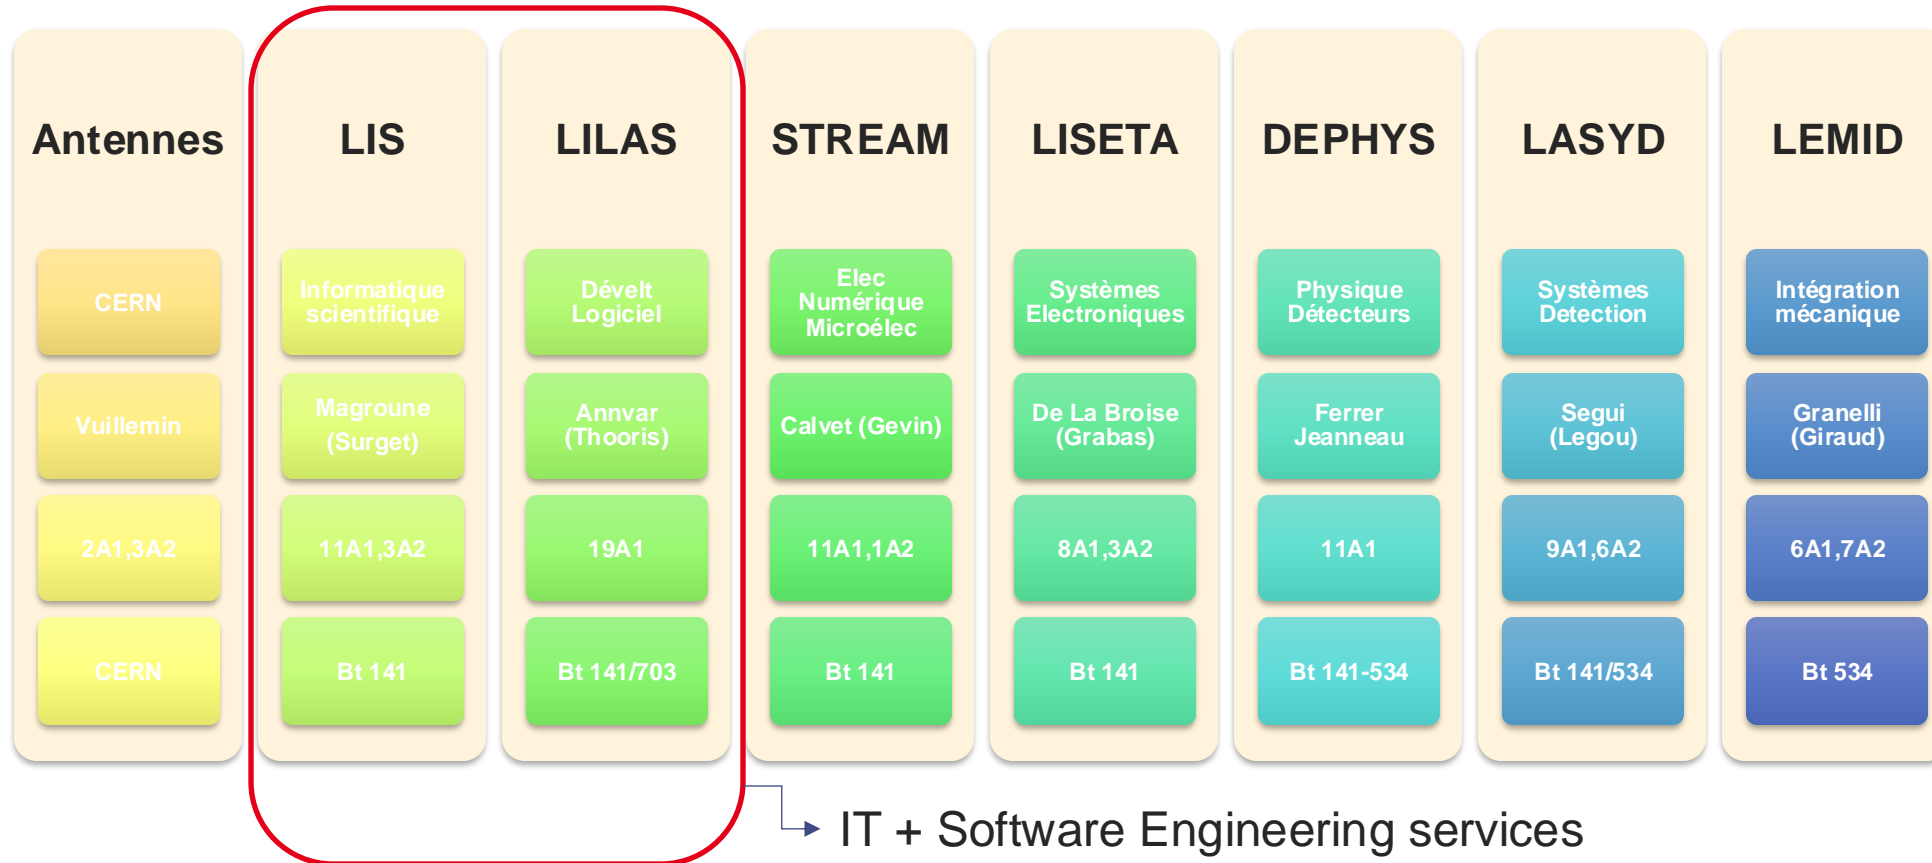 Antennes
CERN
Vuillemin
2A1,3A2
CERN
LIS
Informatique
scientifique
Magroune
(Surget)
11A1,3A2
Bt 141
LILAS
Dévelt
Logiciel
Annvar
(Thooris)
19A1
Bt 141/703
STREAM
Elec
Numérique
Microélec
Calvet (Gevin)
11A1,1A2
Bt 141
LISETA
Systèmes
Electroniques
De La Broise
(Grabas)
8A1,3A2
Bt 141
DEPHYS
Physique
Détecteurs
Ferrer
Jeanneau
11A1
Bt 141-534
LASYD
Systèmes
Detection
Segui
(Legou)
9A1,6A2
Bt 141/534
LEMID
Intégration
mécanique
Granelli
(Giraud)
6A1,7A2
Bt 534
IT + Software Engineering services